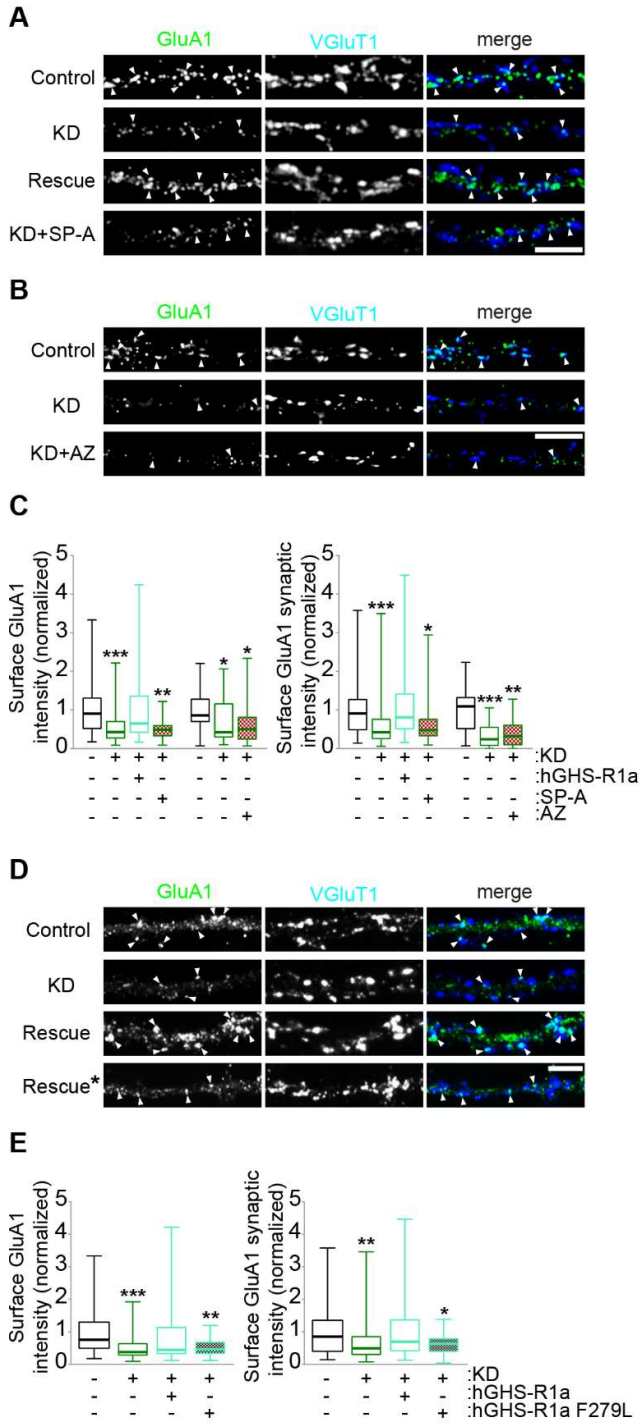 A
GluA1 VGluT1 merge
Control
KD
Rescue
KD+SP-A
B
GluA1 VGluT1 merge
Control
KD
KD+AZ
C
Surface GluA1
intensity (normalized)
5
4
3
2
1
0
*** ** * *
Surface GluA1 synaptic
intensity (normalized)
5
4
3
2
1
0
*** * *** **
- + + + - + + - + + + - + + :KD
- - + - - - - - - + - - - - :hGHS-R1a
- - - + - - - - - - + - - - :SP-A
- - - - - - + - - - - - - + :AZ
D
GluA1 VGluT1 merge
Control
KD
Rescue
Rescue*
E
Surface GluA1
intensity (normalized)
5
4
3
2
1
0
*** **
Surface GluA1 synaptic
intensity (normalized)
5
4
3
2
1
0
** *
- + + + - + + + :KD
- - + - - - + - :hGHS-R1a
- - - + - - - + :hGHS-R1a F279L